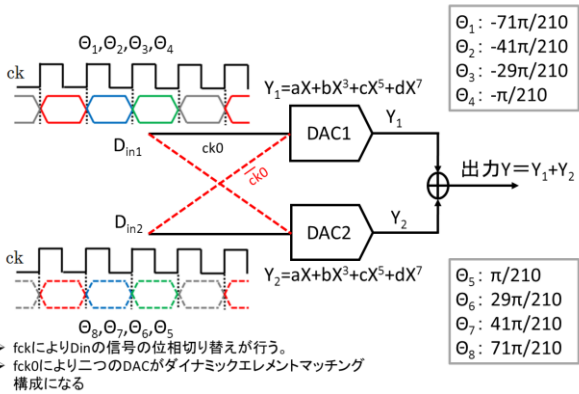 Θ1,Θ2,Θ3,Θ4
ck
Y1=aX+bX³+cX⁵+dX⁷
Θ1: -71π/210
Θ2: -41π/210
Θ3: -29π/210
Θ4: -π/210
Din1
ck0
DAC1
Y1
ck0
出力Y=Y1+Y2
Din2
DAC2
Y2
ck
Y2=aX+bX³+cX⁵+dX⁷
Θ8,Θ7,Θ6,Θ5
Θ5: π/210
Θ6: 29π/210
Θ7: 41π/210
Θ8: 71π/210
➢ fckによりDinの信号の位相切り替えが行う。
➢ fck0により二つのDACがダイナミックエレメントマッチング
構成になる